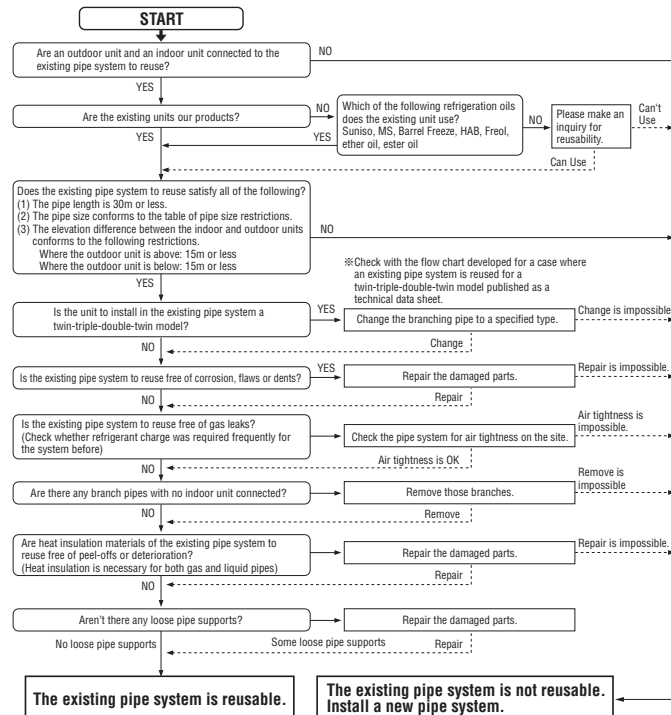 START
Are an outdoor unit and an indoor unit connected to the
existing pipe system to reuse?
NO
YES
Are the existing units our products?
NO
Which of the following refrigeration oils
does the existing unit use?
Suniso, MS, Barrel Freeze, HAB, Freol,
ether oil, ester oil
NO
Please make an
inquiry for
reusability.
Can't
Use
YES
YES
Can Use
Does the existing pipe system to reuse satisfy all of the following?
(1) The pipe length is 30m or less.
(2) The pipe size conforms to the table of pipe size restrictions.
(3) The elevation difference between the indoor and outdoor units
conforms to the following restrictions.
Where the outdoor unit is above: 15m or less
Where the outdoor unit is below: 15m or less
NO
YES
※Check with the flow chart developed for a case where
an existing pipe system is reused for a
twin-triple-double-twin model published as a
technical data sheet.
Is the unit to install in the existing pipe system a
twin-triple-double-twin model?
YES
Change the branching pipe to a specified type.
Change is impossible.
NO
Change
Is the existing pipe system to reuse free of corrosion, flaws or dents?
YES
Repair the damaged parts.
Repair is impossible.
NO
Repair
Is the existing pipe system to reuse free of gas leaks?
(Check whether refrigerant charge was required frequently for
the system before)
Check the pipe system for air tightness on the site.
Air tightness is
impossible.
NO
Air tightness is OK
Are there any branch pipes with no indoor unit connected?
Remove those branches.
Remove is
impossible
NO
Remove
Are heat insulation materials of the existing pipe system to
reuse free of peel-offs or deterioration?
(Heat insulation is necessary for both gas and liquid pipes)
Repair the damaged parts.
Repair is impossible.
NO
Repair
Aren't there any loose pipe supports?
Repair the damaged parts.
No loose pipe supports
Some loose pipe supports
Repair
The existing pipe system is reusable.
The existing pipe system is not reusable.
Install a new pipe system.